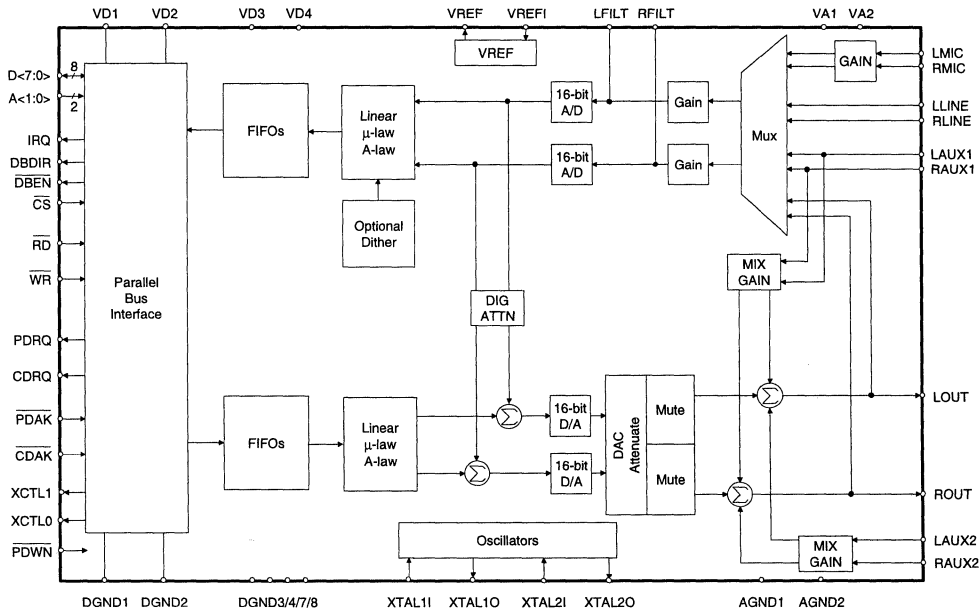 VD1 VD2 VD3 VD4 VREF VREFI LFILT RFILT VA1 VA2
D<7:0>
8
A<1:0>
2
IRQ
DBDIR
DBEN
CS
RD
WR
PDRQ
CDRQ
PDAK
CDAK
XCTL1
XCTL0
PDWN
Parallel
Bus
Interface
FIFOs
Linear
μ-law
A-law
Optional
Dither
VREF
16-bit
A/D
16-bit
A/D
Gain
Gain
Mux
GAIN
LMIC
RMIC
LLINE
RLINE
LAUX1
RAUX1
MIX
GAIN
DIG
ATTN
FIFOs
Linear
μ-law
A-law
Σ
Σ
16-bit
D/A
16-bit
D/A
DAC
Attenuate
Mute
Mute
Σ
Σ
LOUT
ROUT
MIX
GAIN
LAUX2
RAUX2
Oscillators
DGND1 DGND2 DGND3/4/7/8 XTAL1I XTAL1O XTAL2I XTAL2O AGND1 AGND2